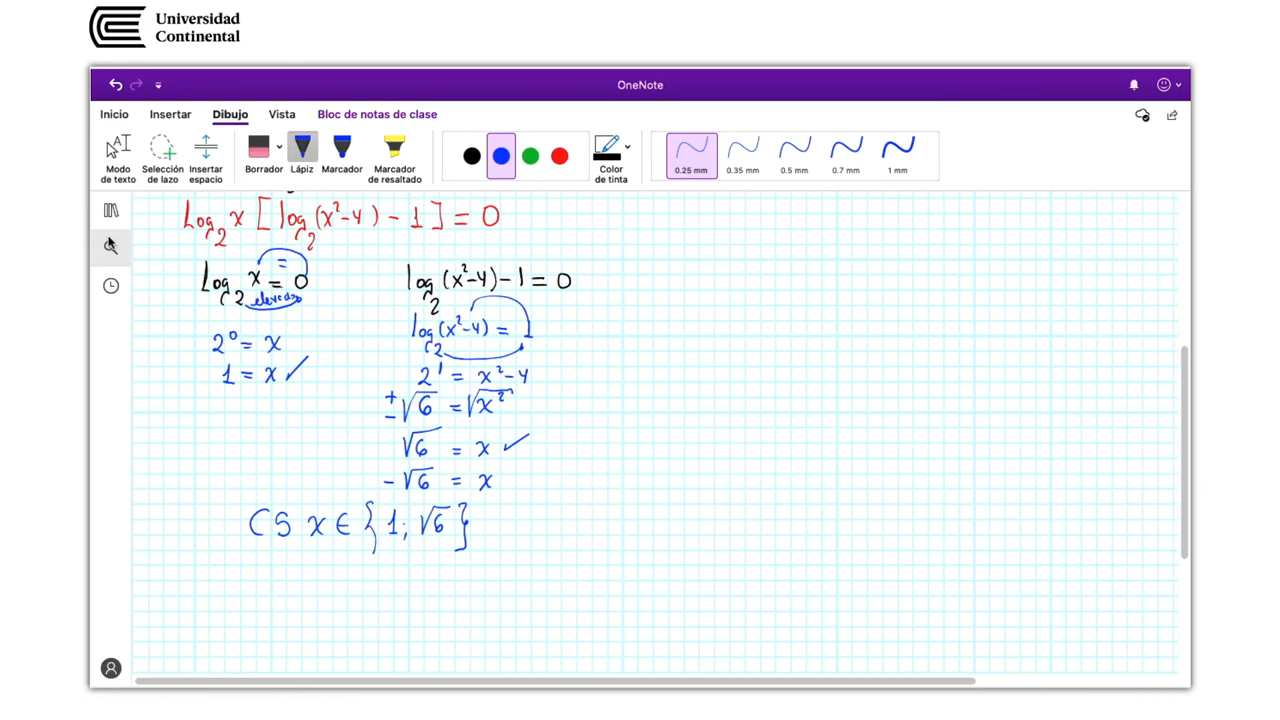 Universidad
Continental
OneNote
Inicio Insertar Dibujo Vista Bloc de notas de clase
Modo de texto Selección de lazo Insertar espacio Borrador Lápiz Marcador Marcador de resaltado Color de tinta 0.25 mm 0.35 mm 0.5 mm 0.7 mm 1 mm
Log₂ x [log₂(x²-4) - 1] = 0
Log₂ x = 0 log₂(x²-4) - 1 = 0
=
elevado
log₂(x²-4) = 1
2⁰ = x
1 = x ✓
2¹ = x²-4
±√6 = √x²
√6 = x ✓
-√6 = x
CS x ∈ {1; √6}